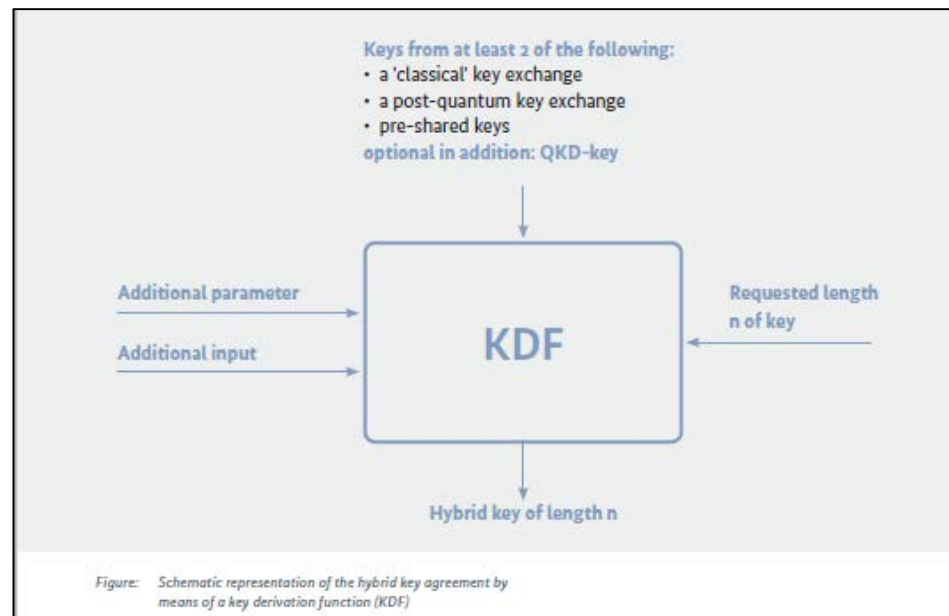 Keys from at least 2 of the following:
• a 'classical' key exchange
• a post-quantum key exchange
• pre-shared keys
optional in addition: QKD-key
Additional parameter
Additional input
KDF
Requested length
n of key
Hybrid key of length n
Figure: Schematic representation of the hybrid key agreement by
means of a key derivation function (KDF)